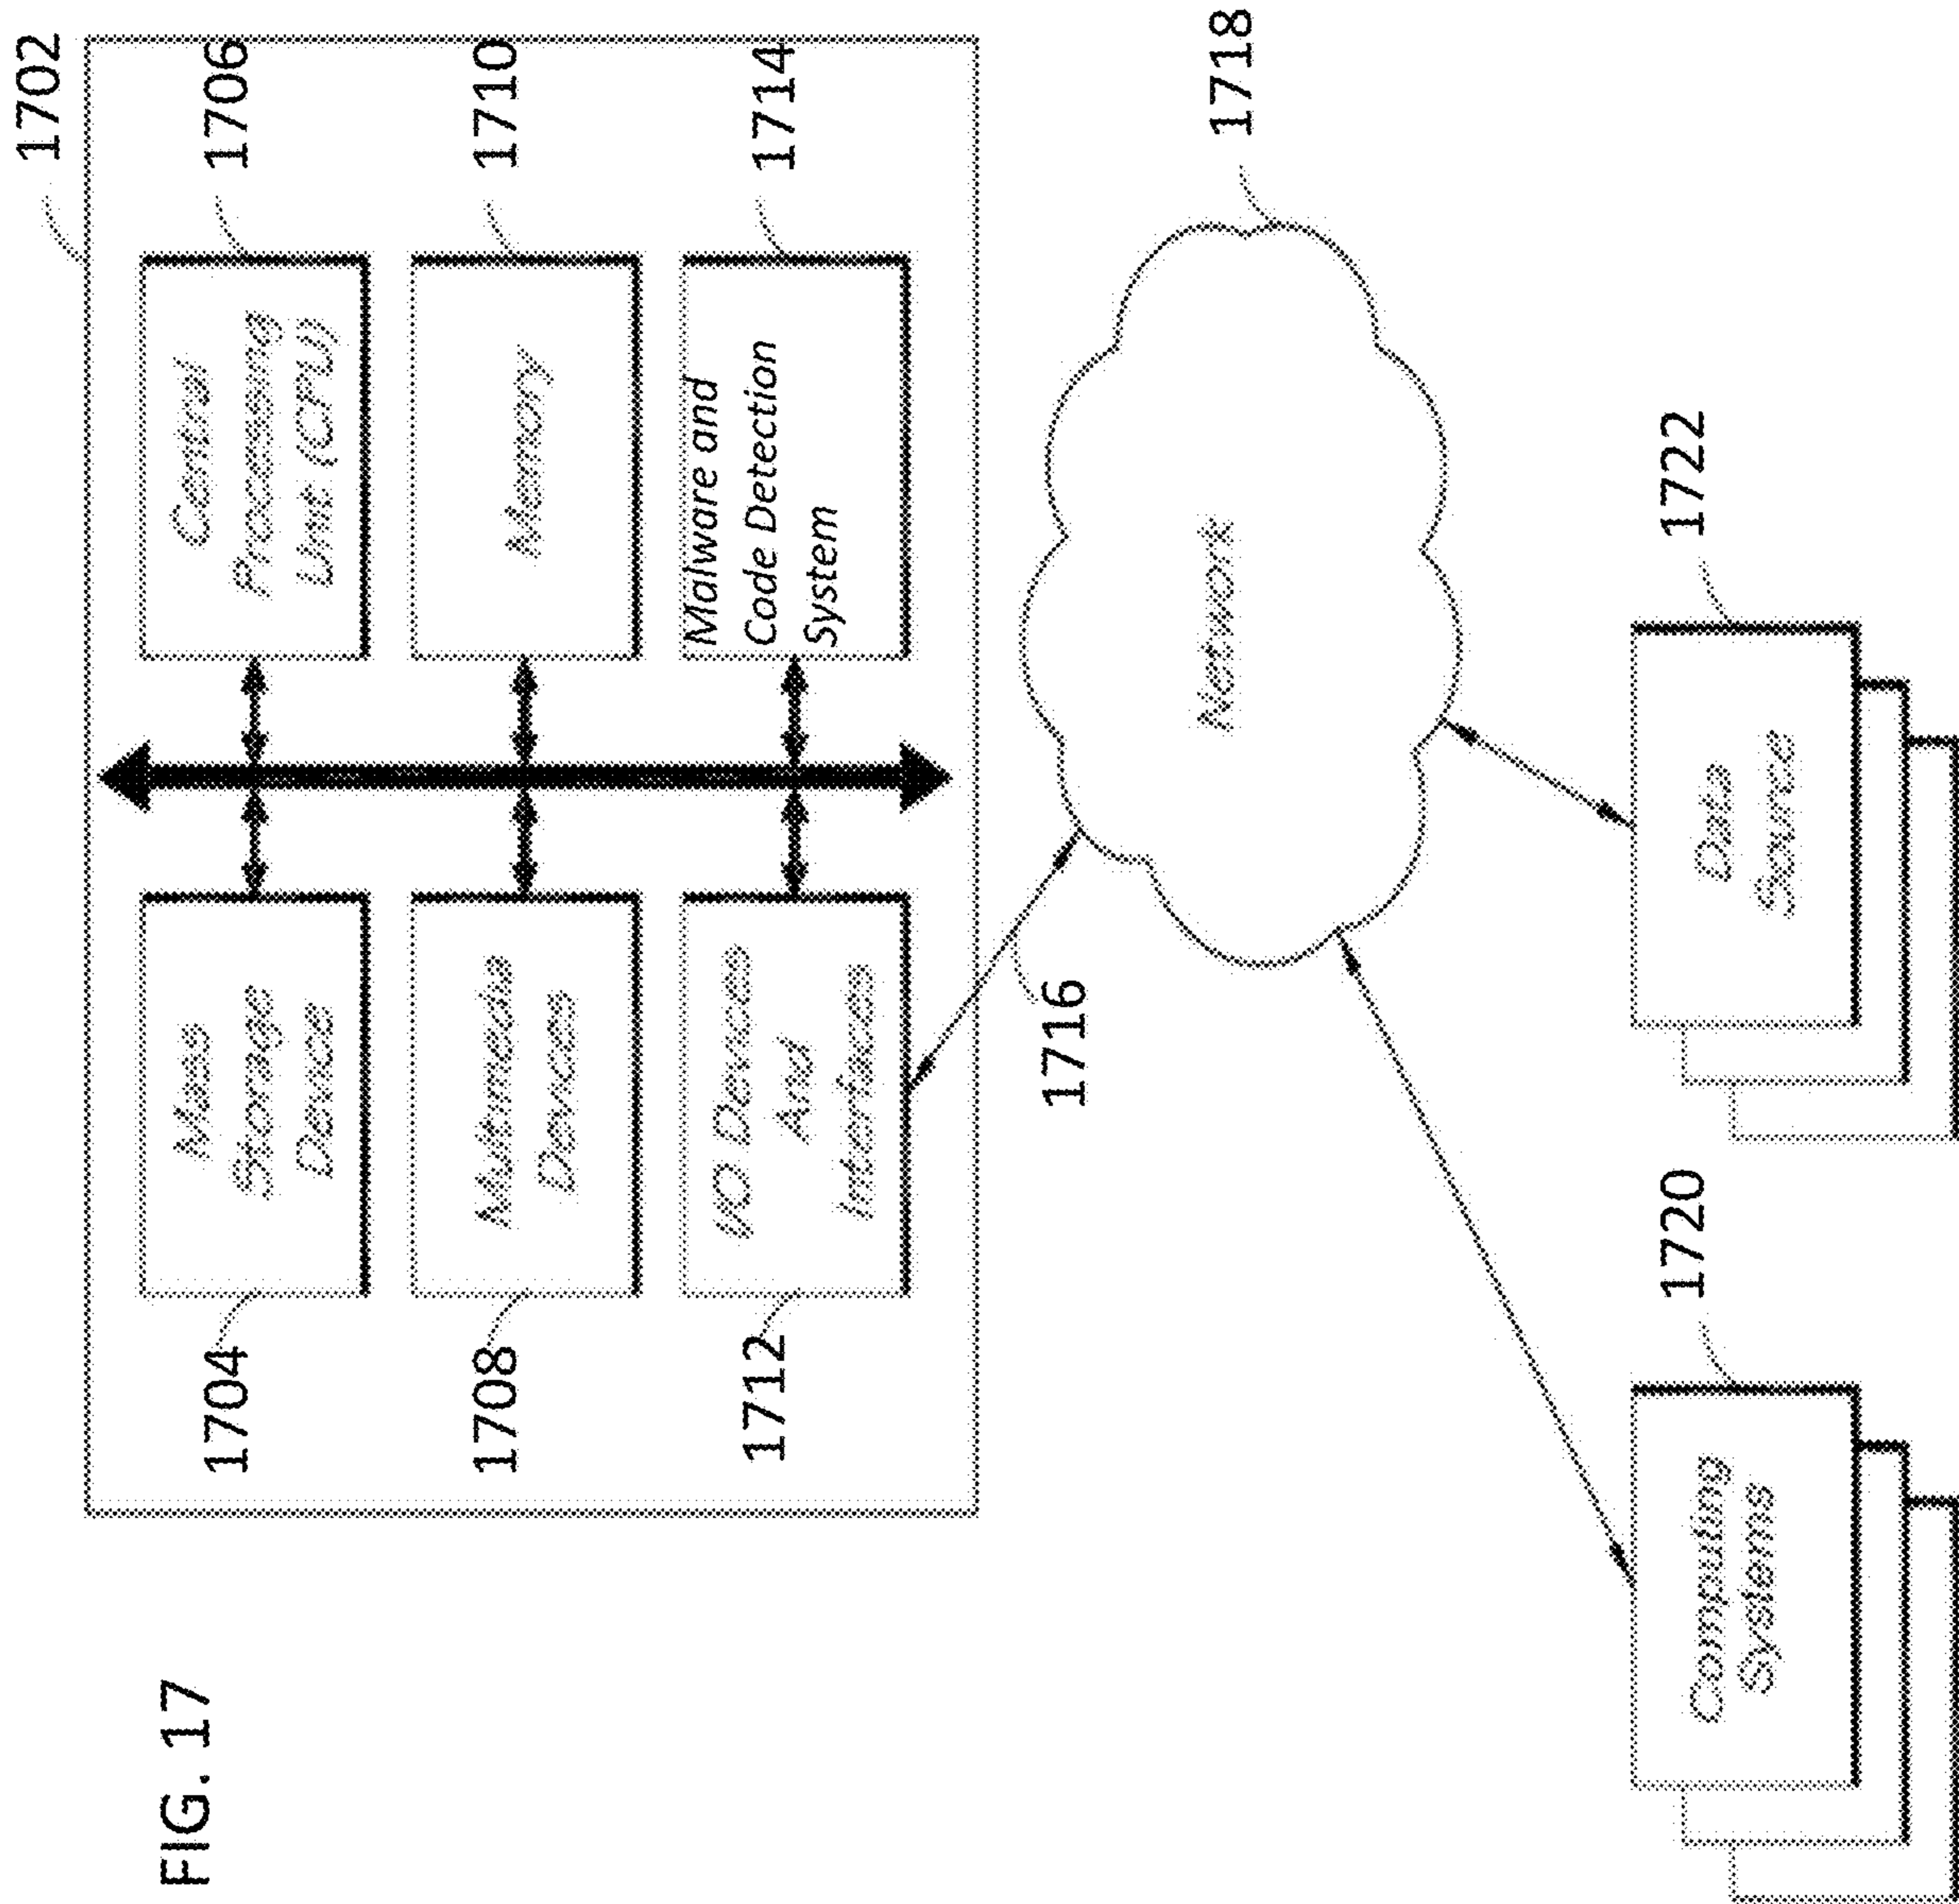 FIG. 17
1702
1704
Mass
Storage
Device
Central
Processing
Unit (CPU)
1706
1708
Multimedia
Devices
Memory
1710
1712
I/O Devices
And
Interfaces
Malware and
Code Detection
System
1714
1716
Network
1718
1720
Computing
Systems
1722
Data
Source